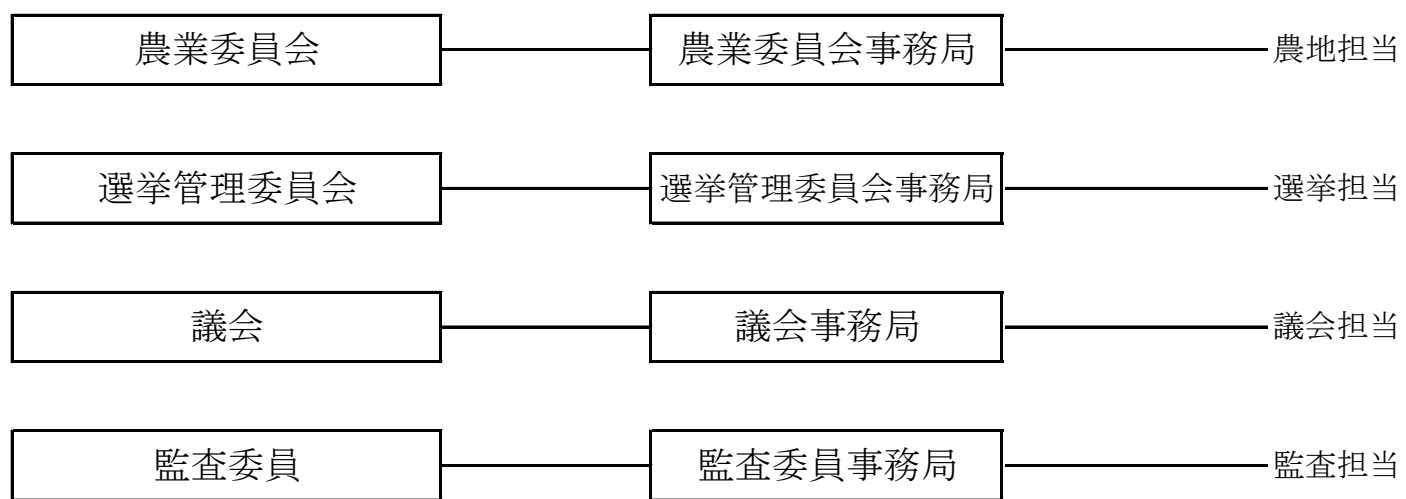 農業委員会 農業委員会事務局 農地担当
選挙管理委員会 選挙管理委員会事務局 選挙担当
議会 議会事務局 議会担当
監査委員 監査委員事務局 監査担当